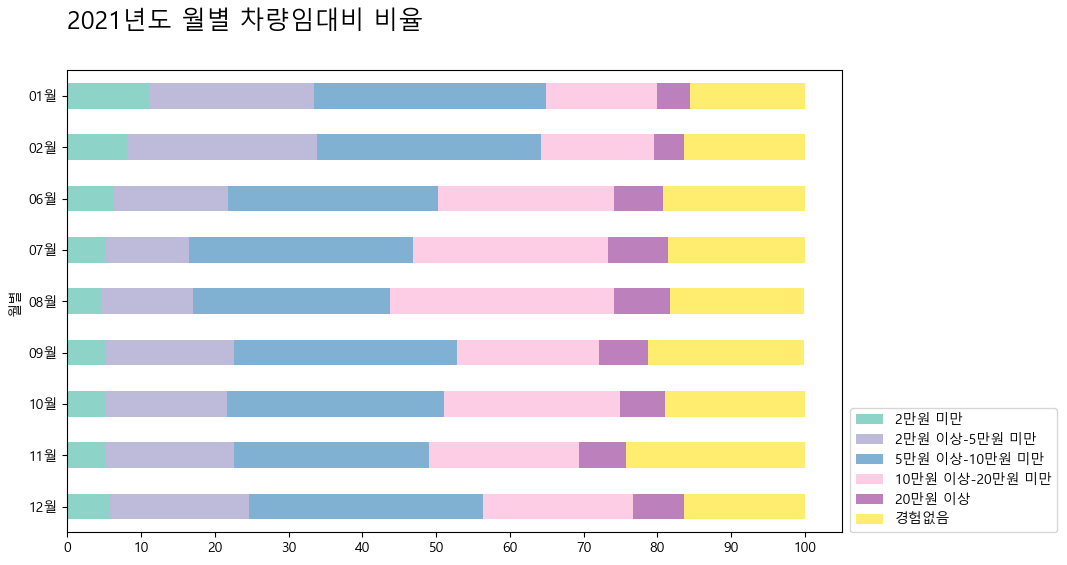 2021년도 월별 차량임대비 비율
월별
01월
02월
06월
07월
08월
09월
10월
11월
12월
0 10 20 30 40 50 60 70 80 90 100
2만원 미만
2만원 이상-5만원 미만
5만원 이상-10만원 미만
10만원 이상-20만원 미만
20만원 이상
경험없음